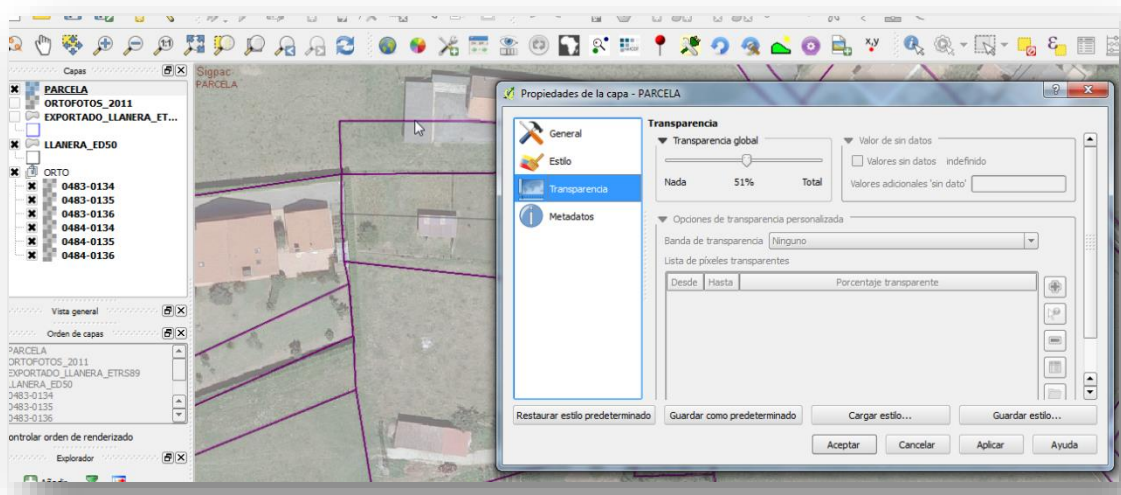 Capas
PARCELA
ORTOFOTOS_2011
EXPORTADO_LLANERA_ET...
LLANERA_ED50
ORTO
0483-0134
0483-0135
0483-0136
0484-0134
0484-0135
0484-0136
Vista general
Orden de capas
PARCELA
ORTOFOTOS_2011
EXPORTADO_LLANERA_ETRS89
LLANERA_ED50
0483-0134
0483-0135
0483-0136
ontrolar orden de renderizado
Explorador
Sigpac
PARCELA
Propiedades de la capa - PARCELA
General
Estilo
Transparencia
Metadatos
Transparencia
Transparencia global
Nada 51% Total
Valor de sin datos
Valores sin datos indefinido
Valores adicionales 'sin dato'
Opciones de transparencia personalizada
Banda de transparencia Ninguno
Lista de píxeles transparentes
Desde Hasta Porcentaje transparente
Restaurar estilo predeterminado Guardar como predeterminado Cargar estilo... Guardar estilo...
Aceptar Cancelar Aplicar Ayuda